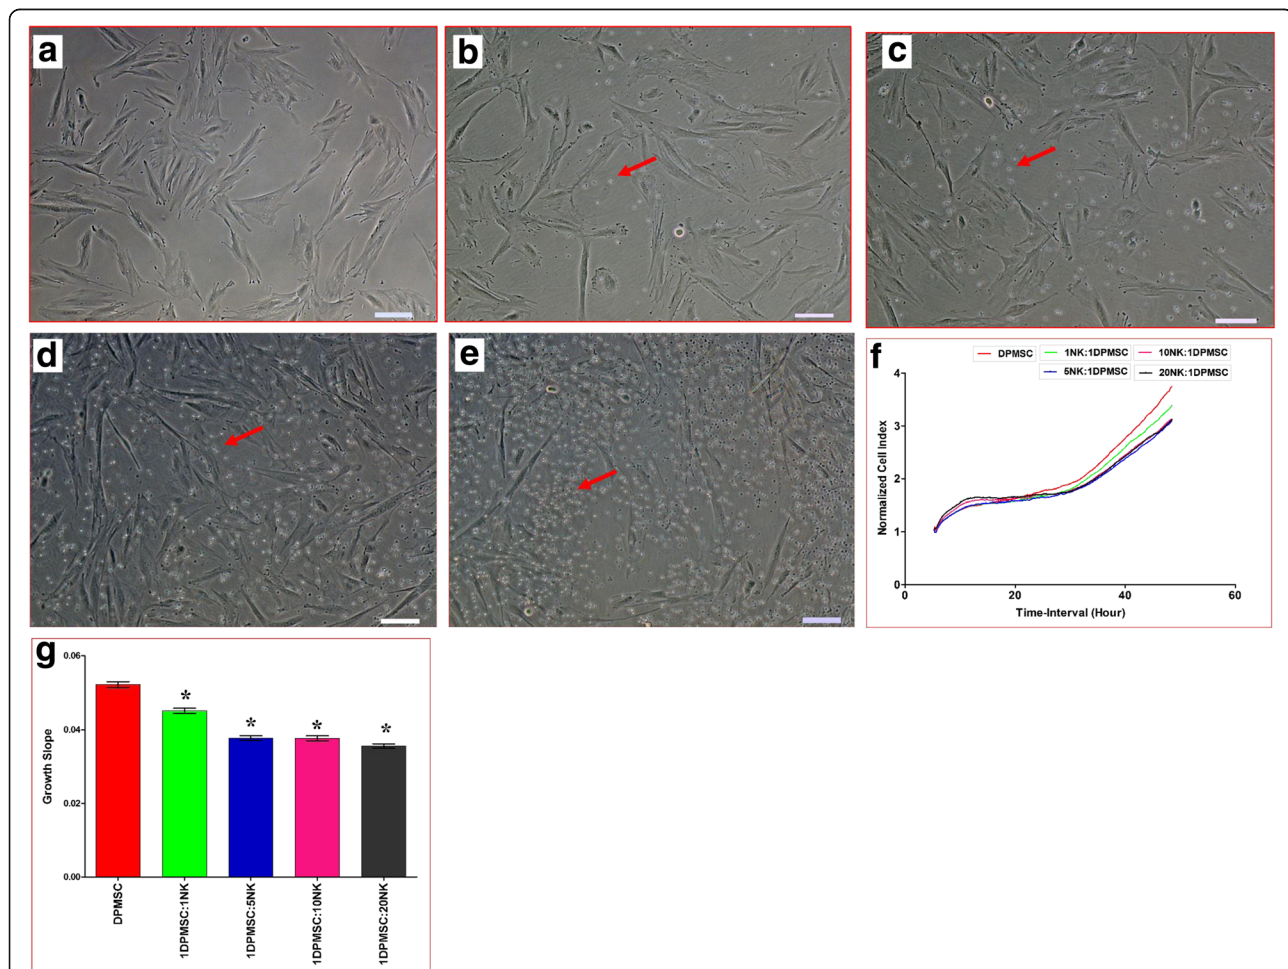 a
b
c
d
e
f
DPMSC 1NK:1DPMSC 10NK:1DPMSC
5NK:1DPMSC 20NK:1DPMSC
4
3
2
1
0
Normalized Cell Index
0 20 40 60
Time-Interval (Hour)
g
0.06
0.04
0.02
0.00
Growth Slope
* * * *
DPMSC
1DPMSC:1NK
1DPMSC:5NK
1DPMSC:10NK
1DPMSC:20NK